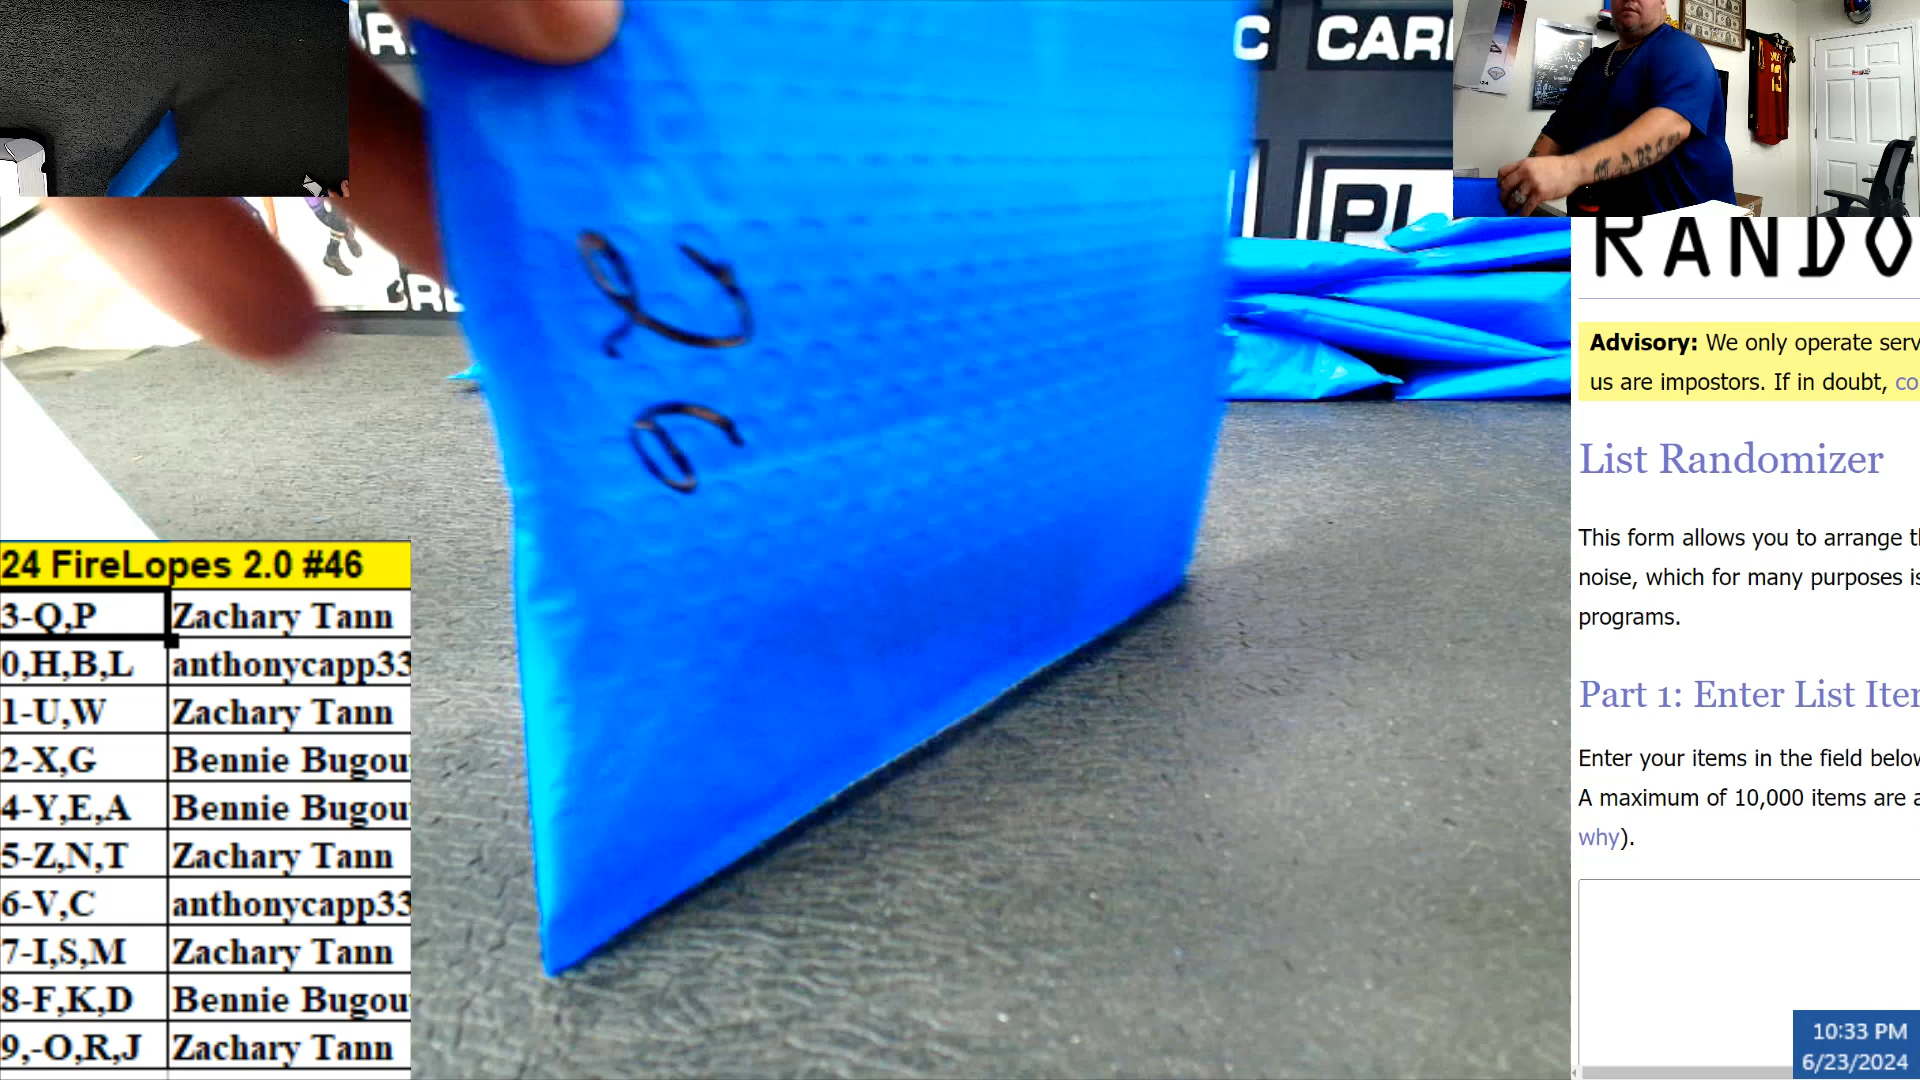 C CARD
PL
26
24 FireLopes 2.0 #46
3-Q,P Zachary Tann
0,H,B,L anthonycapp33
1-U,W Zachary Tann
2-X,G Bennie Bugou
4-Y,E,A Bennie Bugou
5-Z,N,T Zachary Tann
6-V,C anthonycapp33
7-I,S,M Zachary Tann
8-F,K,D Bennie Bugou
9,-O,R,J Zachary Tann
RANDO
Advisory: We only operate serv
us are impostors. If in doubt, co
List Randomizer
This form allows you to arrange t
noise, which for many purposes is
programs.
Part 1: Enter List Iter
Enter your items in the field below
A maximum of 10,000 items are a
why).
10:33 PM
6/23/2024